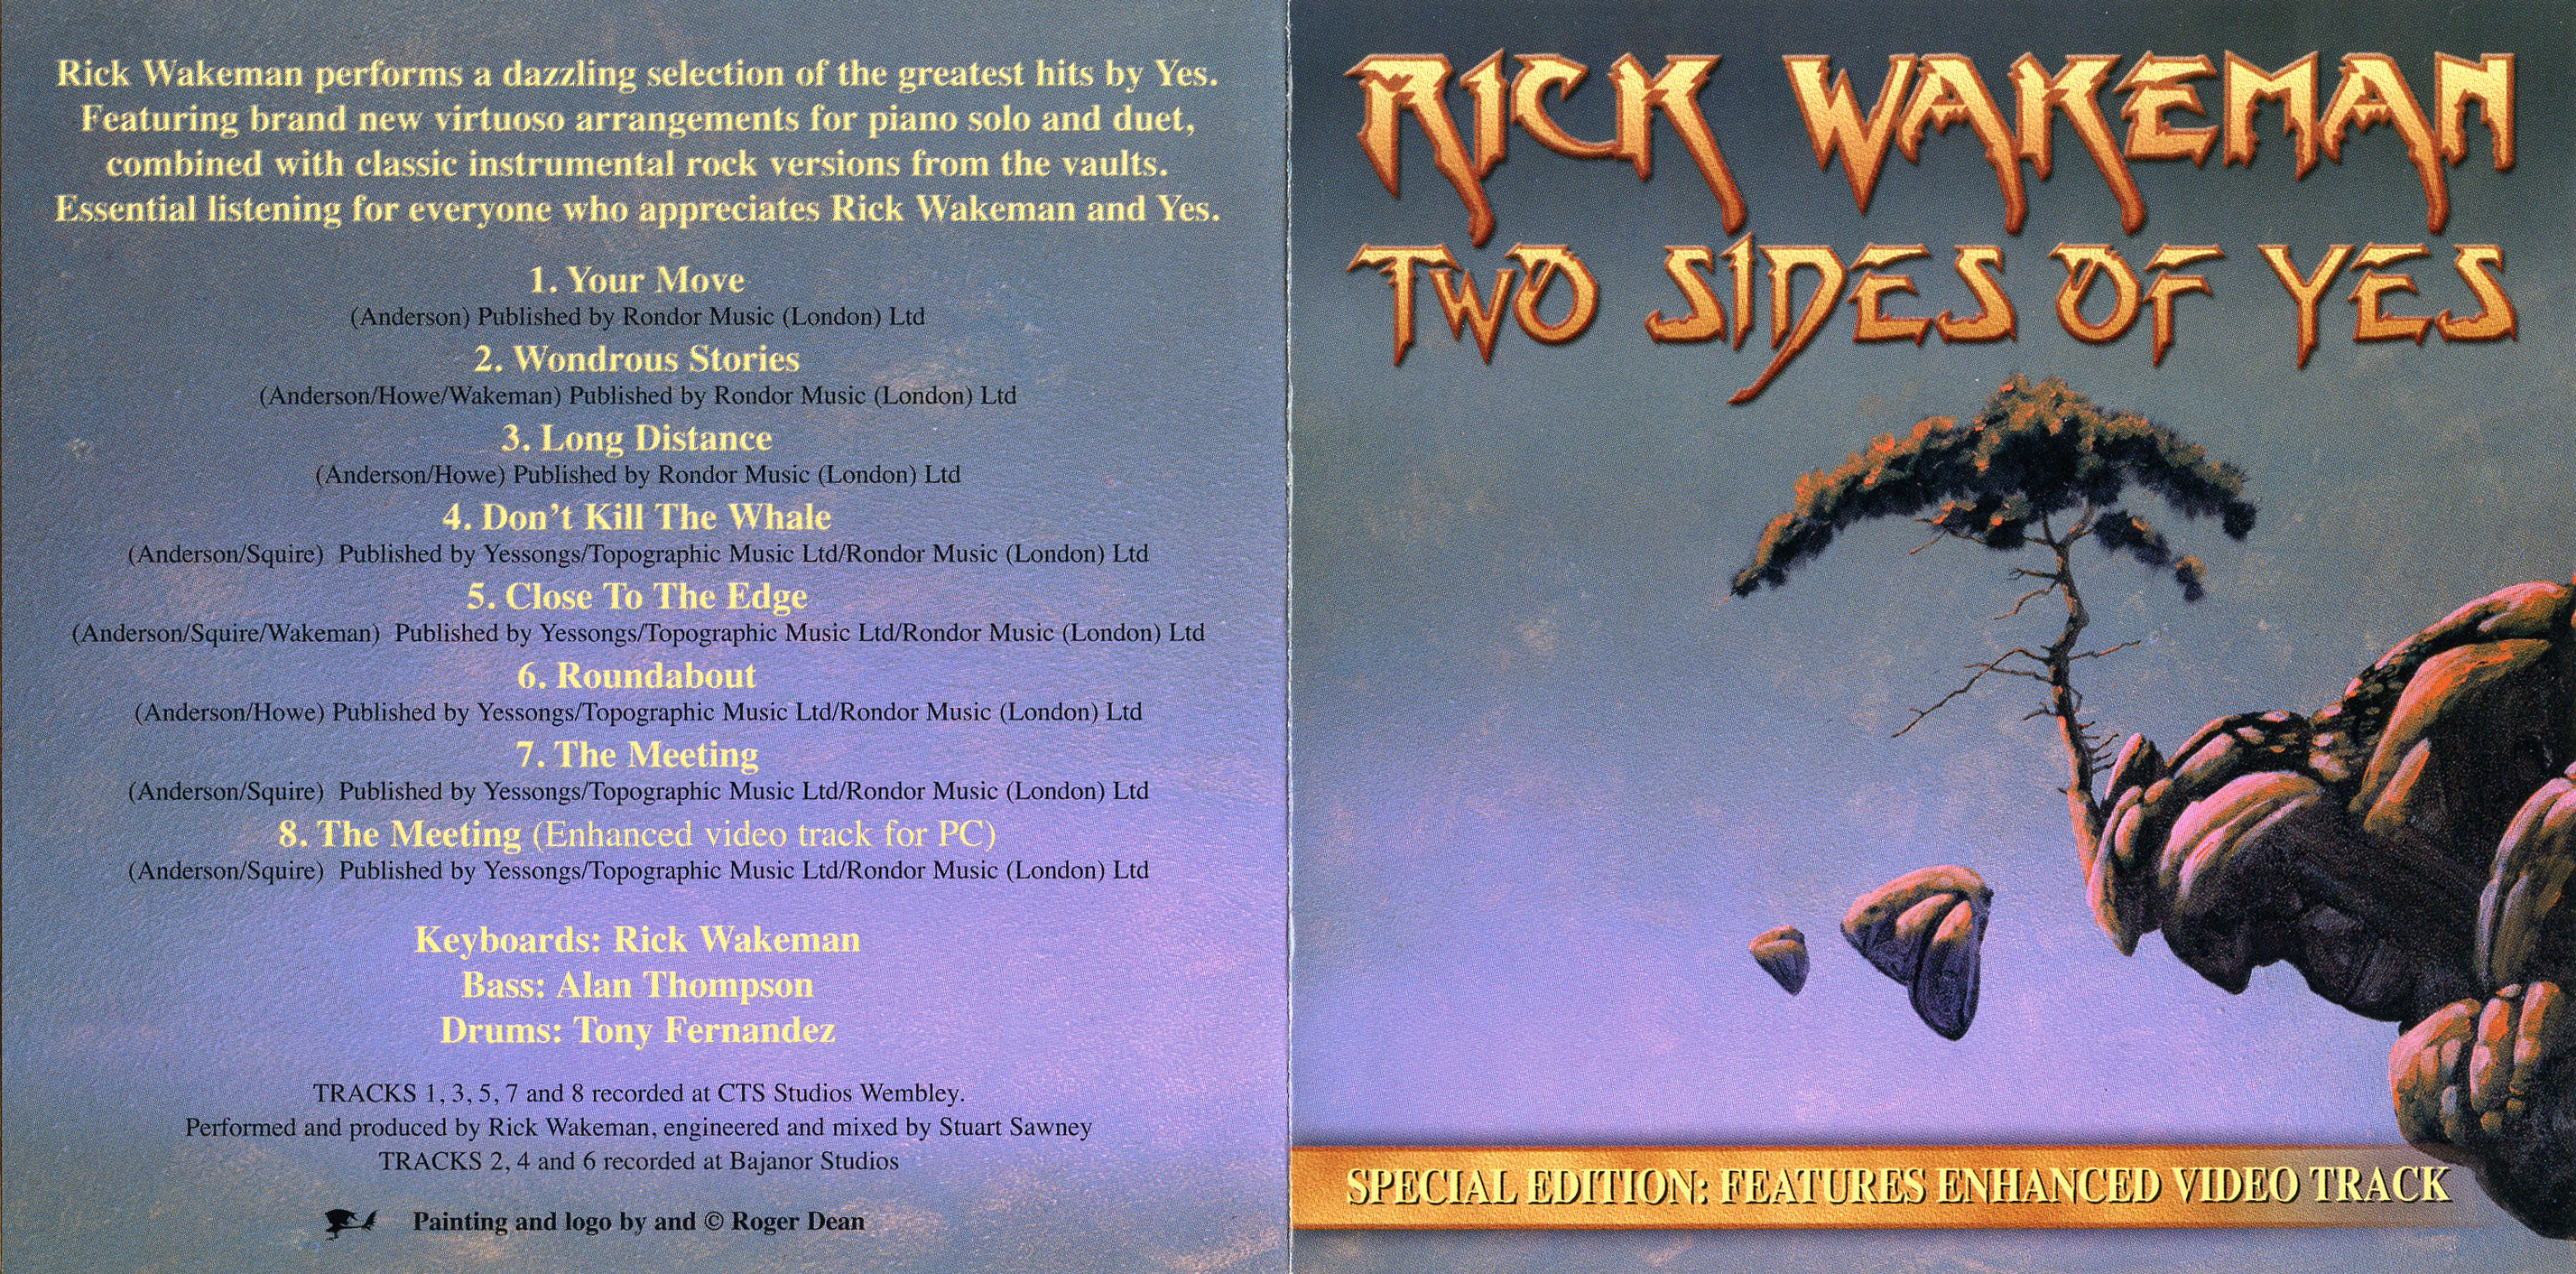 Rick Wakeman performs a dazzling selection of the greatest hits by Yes.
Featuring brand new virtuoso arrangements for piano solo and duet,
combined with classic instrumental rock versions from the vaults.
Essential listening for everyone who appreciates Rick Wakeman and Yes.
1. Your Move
(Anderson) Published by Rondor Music (London) Ltd
2. Wondrous Stories
(Anderson/Howe/Wakeman) Published by Rondor Music (London) Ltd
3. Long Distance
(Anderson/Howe) Published by Rondor Music (London) Ltd
4. Don't Kill The Whale
(Anderson/Squire) Published by Yessongs/Topographic Music Ltd/Rondor Music (London) Ltd
5. Close To The Edge
(Anderson/Squire/Wakeman) Published by Yessongs/Topographic Music Ltd/Rondor Music (London) Ltd
6. Roundabout
(Anderson/Howe) Published by Yessongs/Topographic Music Ltd/Rondor Music (London) Ltd
7. The Meeting
(Anderson/Squire) Published by Yessongs/Topographic Music Ltd/Rondor Music (London) Ltd
8. The Meeting (Enhanced video track for PC)
(Anderson/Squire) Published by Yessongs/Topographic Music Ltd/Rondor Music (London) Ltd
Keyboards: Rick Wakeman
Bass: Alan Thompson
Drums: Tony Fernandez
TRACKS 1, 3, 5, 7 and 8 recorded at CTS Studios Wembley.
Performed and produced by Rick Wakeman, engineered and mixed by Stuart Sawney
TRACKS 2, 4 and 6 recorded at Bajanor Studios
Painting and logo by and © Roger Dean
RICK WAKEMAN
TWO SIDES OF YES
SPECIAL EDITION: FEATURES ENHANCED VIDEO TRACK